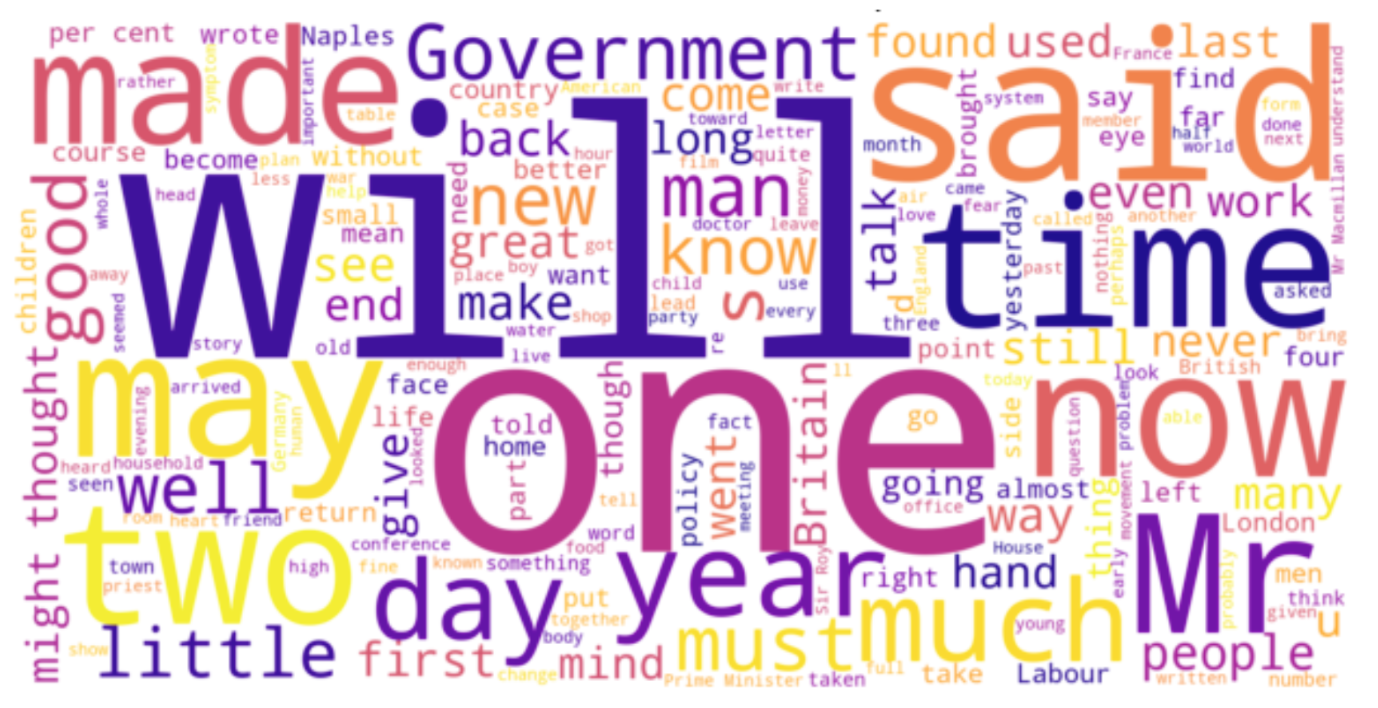 per cent wrote Naples Government found used France last
made rather symptom important table country American case come write said find
brought system say member far form understand
course become plan without back hour better toward long letter film quite month eye half world done next
whole head less war help need new man money doctor leave talk air love came fear even work
good small mean see great got know called another time Mr Macmillan
children away seemed end place boy want child lead s use every d England yesterday past nothing perhaps asked
will make shop party re three
story old water live point still never bring four
may arrived enough face though Britain ll today look British
might thought evening Germany hunan life told home fact go side now able
heard household seen well give looked part one went policy meeting going office almost question problem left many
room heart friend return tell way thing movement London
two town priest high fine conference known something word food year Sir Roy right House hand early Mr probably men think given u
little show day put together body much young
first change mind must Prime Minister taken full take Labour people written number